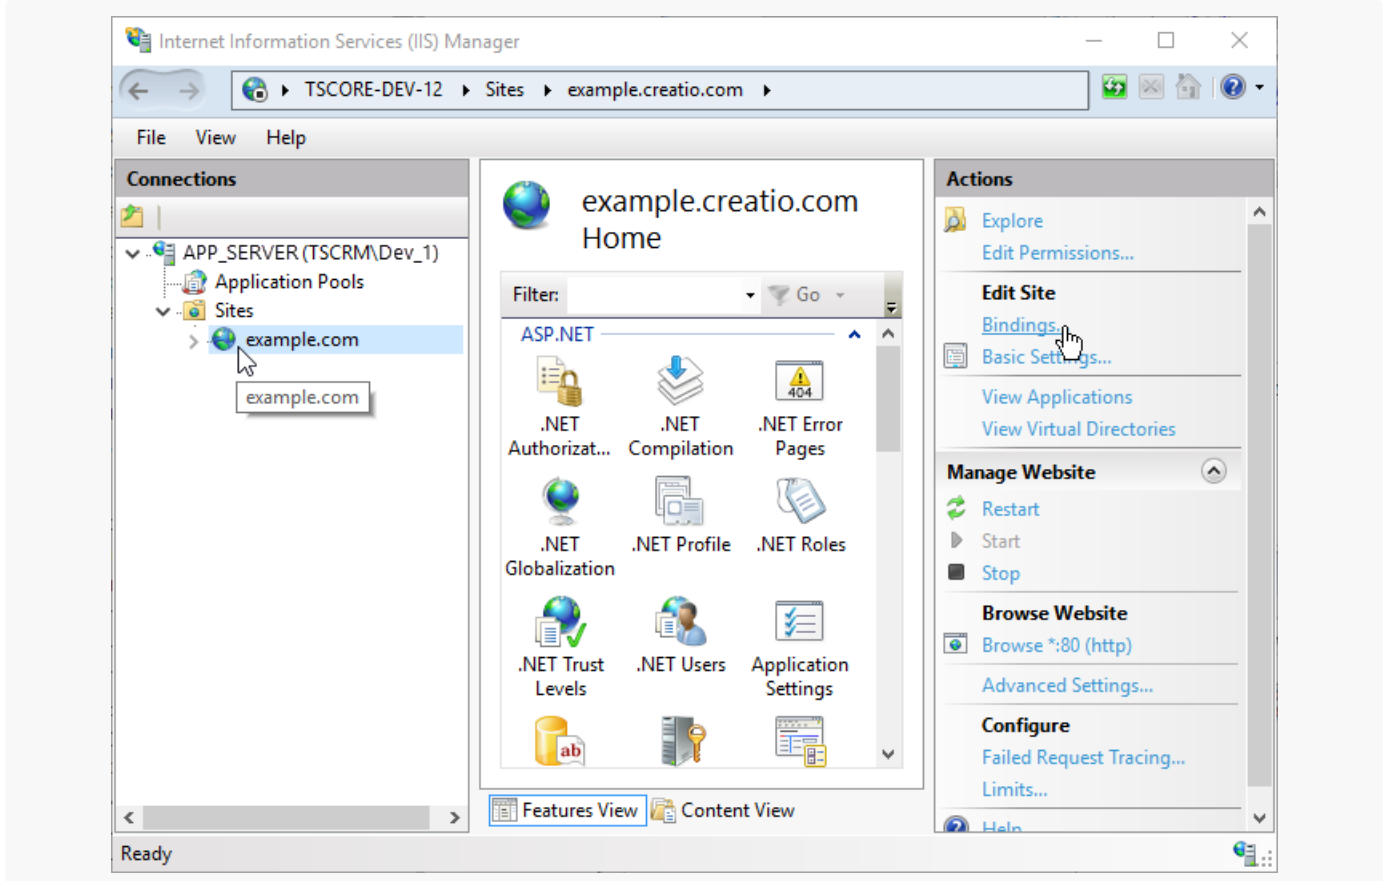 Internet Information Services (IIS) Manager
TSCORE-DEV-12 Sites example.creatio.com
File View Help
Connections
APP_SERVER (TSCRM\Dev_1)
Application Pools
Sites
example.com
example.com
example.creatio.com
Home
Filter: Go
ASP.NET
.NET
Authorizat...
.NET
Compilation
.NET Error
Pages
404
.NET
Globalization
.NET Profile
.NET Roles
.NET Trust
Levels
.NET Users
Application
Settings
ab
Features View
Content View
Actions
Explore
Edit Permissions...
Edit Site
Bindings...
Basic Settings...
View Applications
View Virtual Directories
Manage Website
Restart
Start
Stop
Browse Website
Browse *:80 (http)
Advanced Settings...
Configure
Failed Request Tracing...
Limits...
Help
Ready